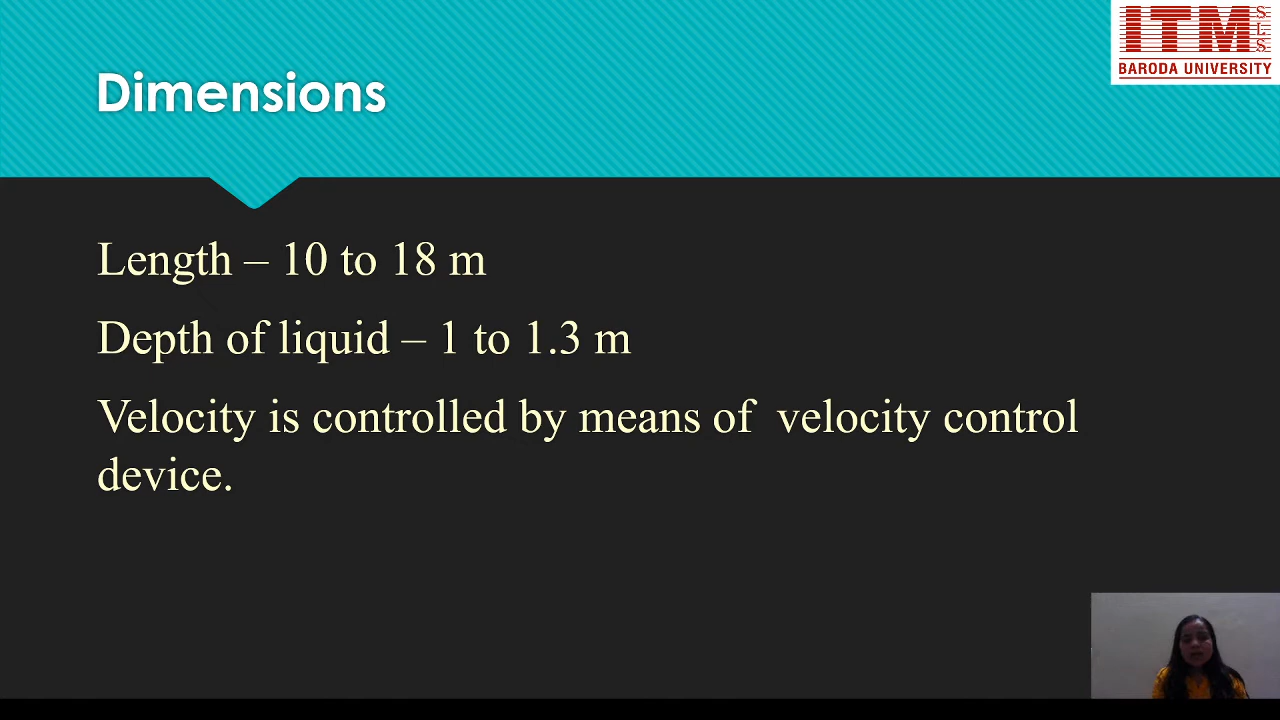 ITM
SLS
BARODA UNIVERSITY
Dimensions
Length – 10 to 18 m
Depth of liquid – 1 to 1.3 m
Velocity is controlled by means of  velocity control
device.